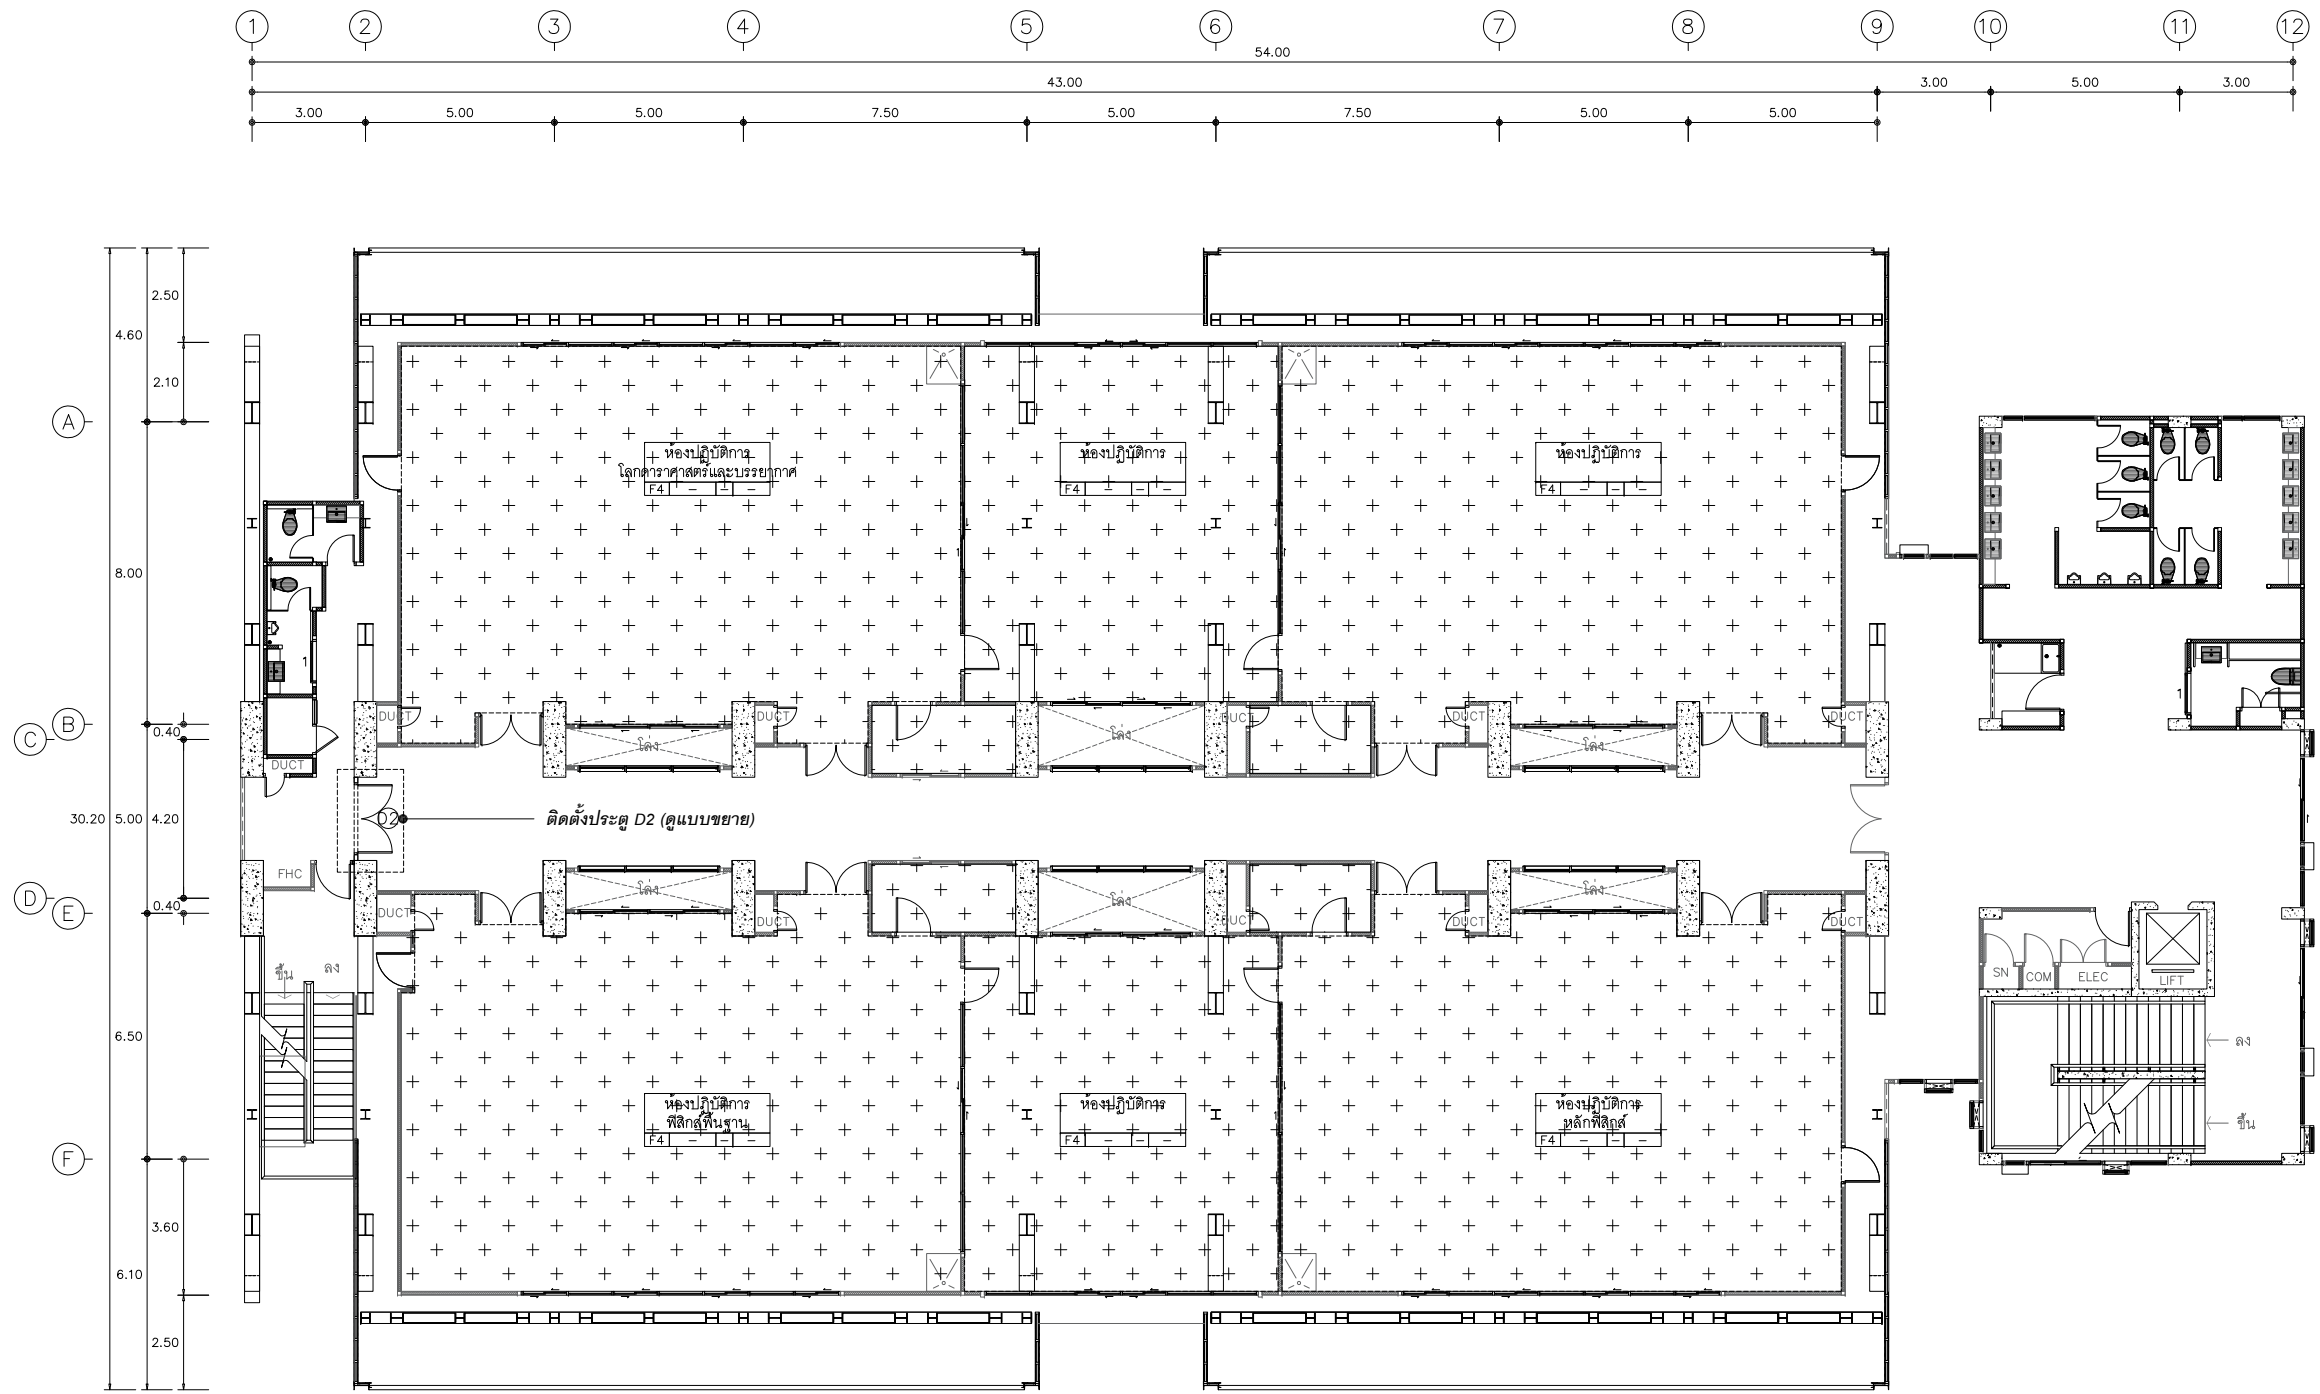 1 2 3 4 5 6 7 8 9 10 11 12
54.00
43.00 3.00 5.00 3.00
3.00 5.00 5.00 7.50 5.00 7.50 5.00 5.00
2.50
4.60
2.10
A
ห้องปฏิบัติการ ห้องปฏิบัติการ ห้องปฏิบัติการ
โลกดาราศาสตร์และบรรยากาศ
F4 – – – F4 – – – F4 – – –
8.00
1
1
B
DUCT DUCT DUCT DUCT DUCT
C
0.40
โล่ง โล่ง โล่ง
DUCT
30.20 5.00 4.20
D2
ติดตั้งประตู D2 (ดูแบบขยาย)
FHC
โล่ง โล่ง โล่ง
D
0.40
E
DUCT DUCT DUCT DUCT DUCT
ขึ้น ลง
SN COM ELEC LIFT
6.50
ลง
ห้องปฏิบัติการ ห้องปฏิบัติการ ห้องปฏิบัติการ
ฟิสิกส์พื้นฐาน หลักฟิสิกส์
ขึ้น
F4 – – – F4 – – – F4 – – –
F
3.60
6.10
2.50